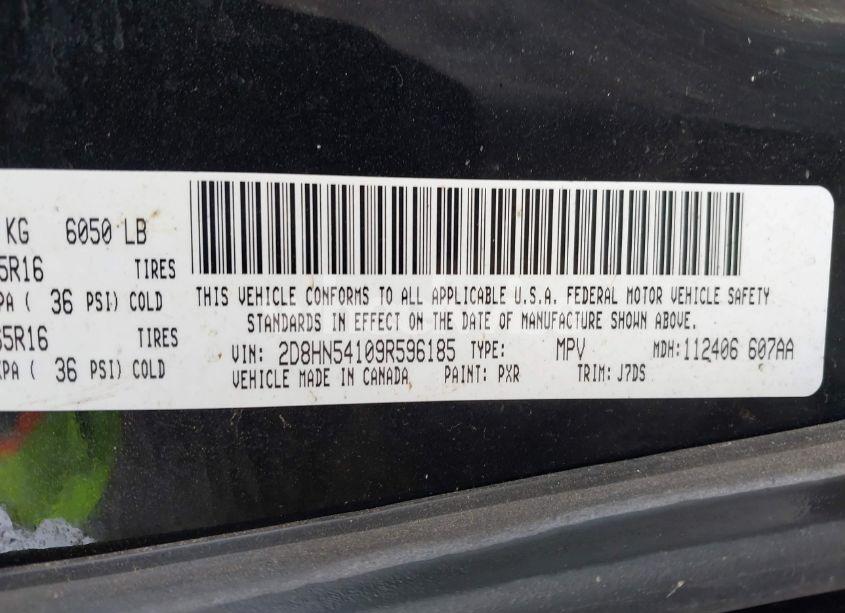 KG 6050 LB
5R16 TIRES
PA ( 36 PSI) COLD
5R16 TIRES
KPA ( 36 PSI) COLD
THIS VEHICLE CONFORMS TO ALL APPLICABLE U.S.A. FEDERAL MOTOR VEHICLE SAFETY
STANDARDS IN EFFECT ON THE DATE OF MANUFACTURE SHOWN ABOVE.
VIN: 2D8HN54109R596185 TYPE: MPV MDH: 112406 607AA
VEHICLE MADE IN CANADA PAINT: PXR TRIM: J7DS